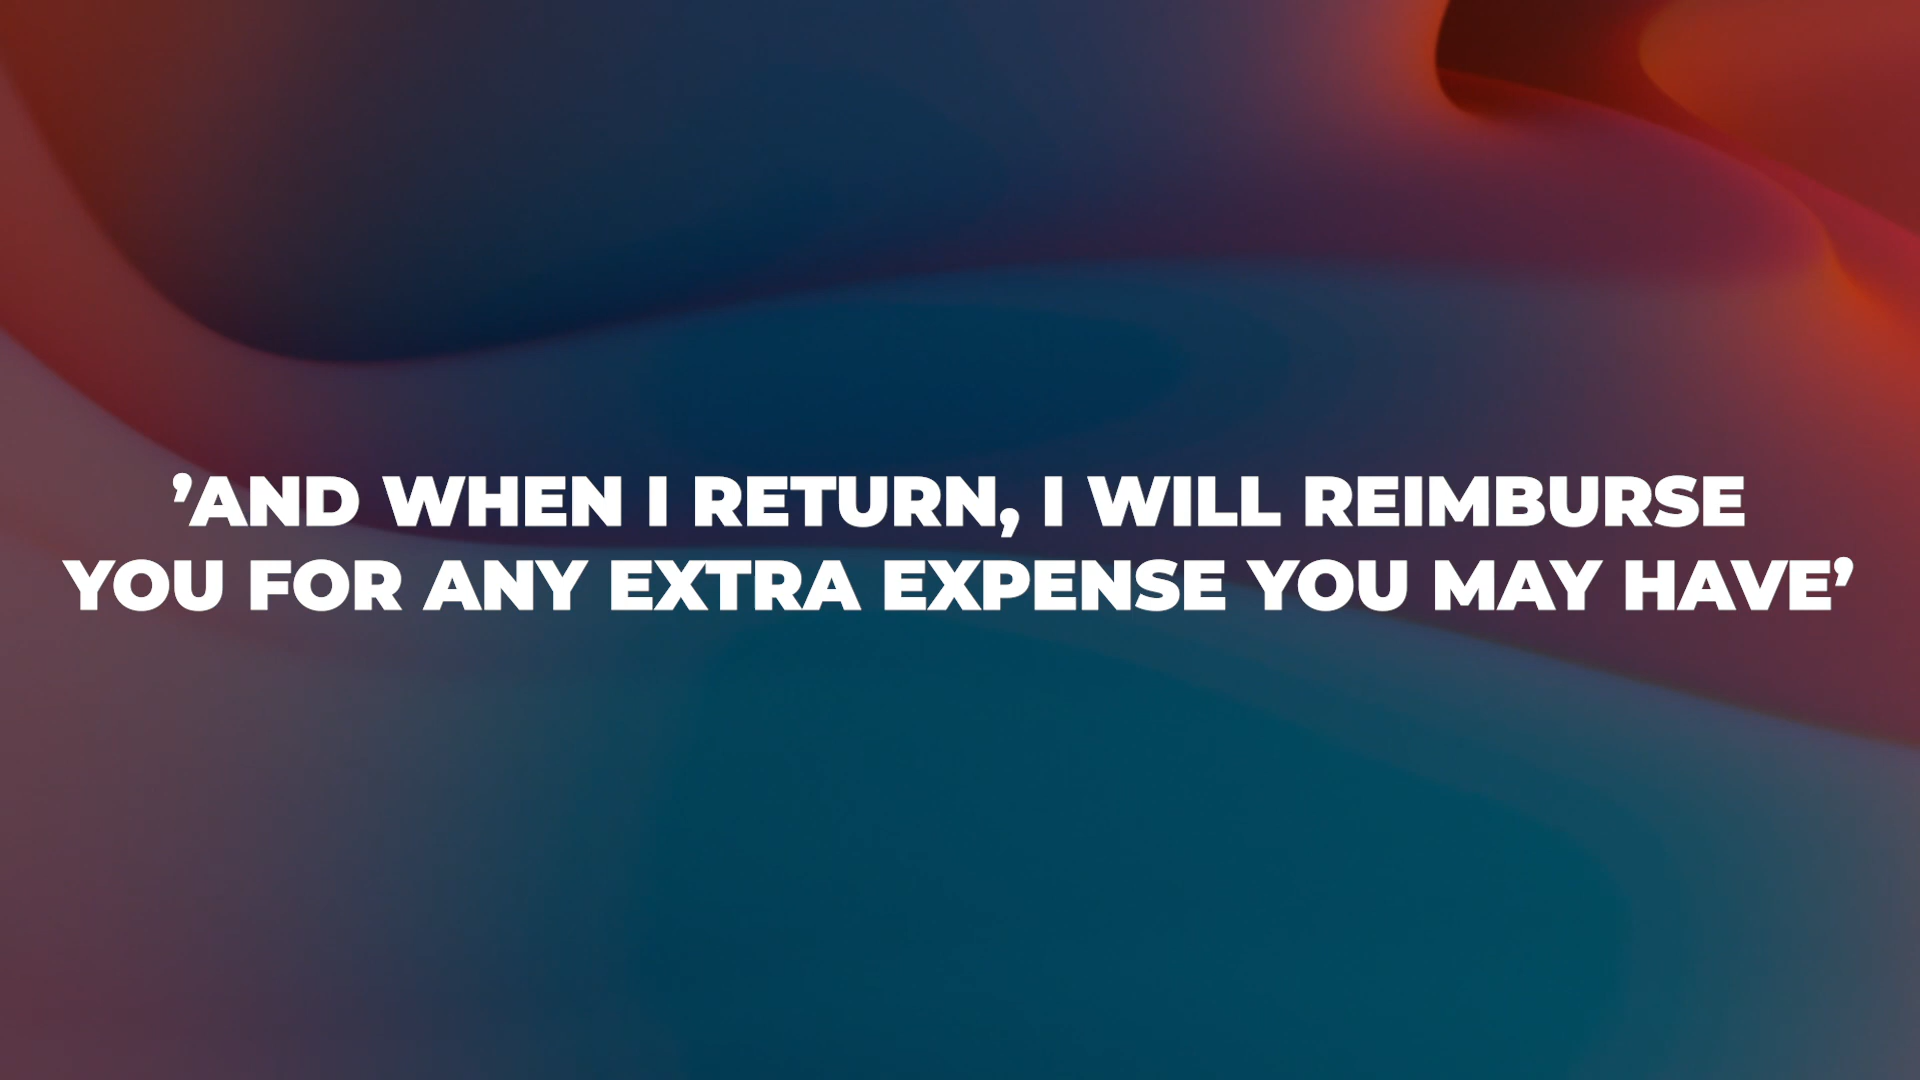 ’AND WHEN I RETURN, I WILL REIMBURSE
YOU FOR ANY EXTRA EXPENSE YOU MAY HAVE’